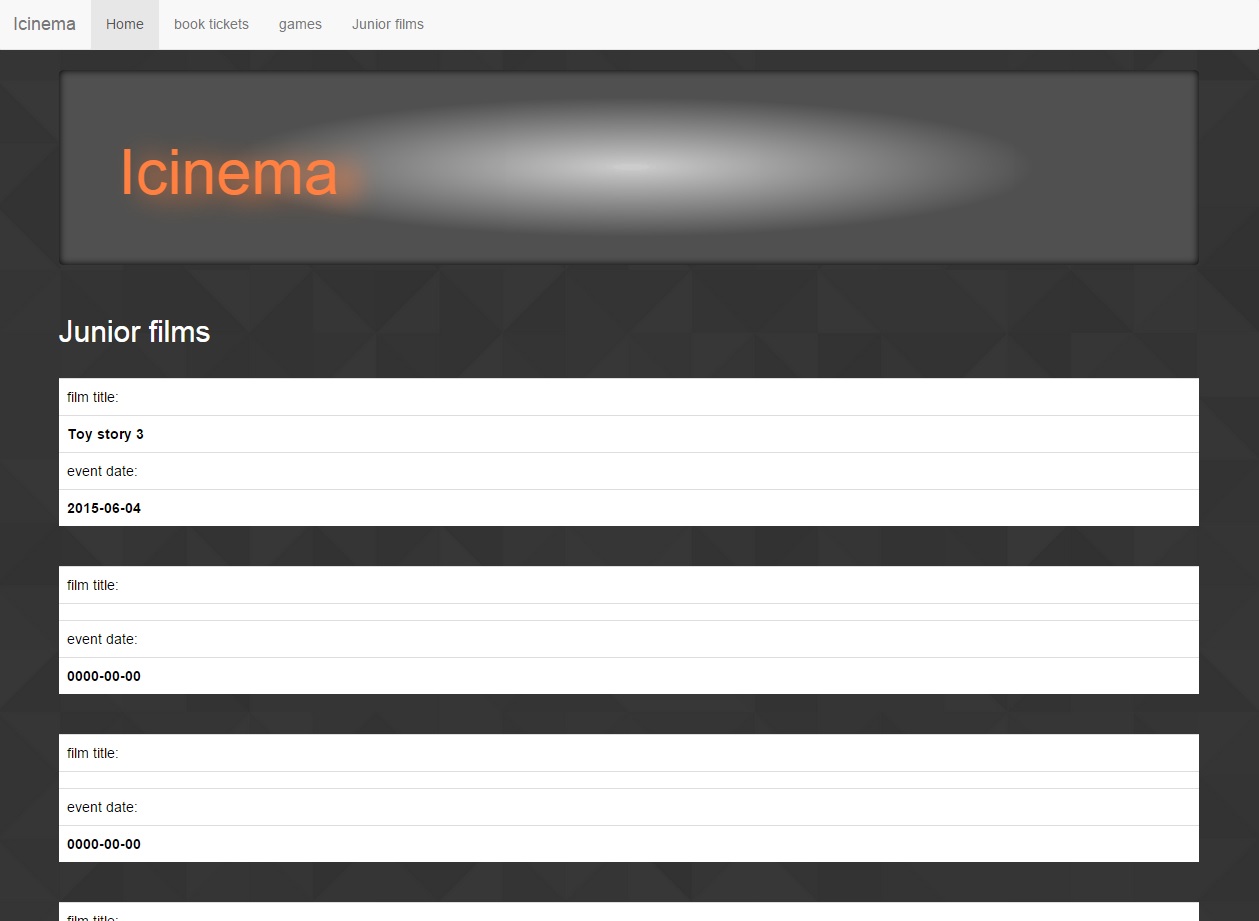 Icinema Home book tickets games Junior films
Icinema
Junior films
film title:
Toy story 3
event date:
2015-06-04
film title:
event date:
0000-00-00
film title:
event date:
0000-00-00
film title: